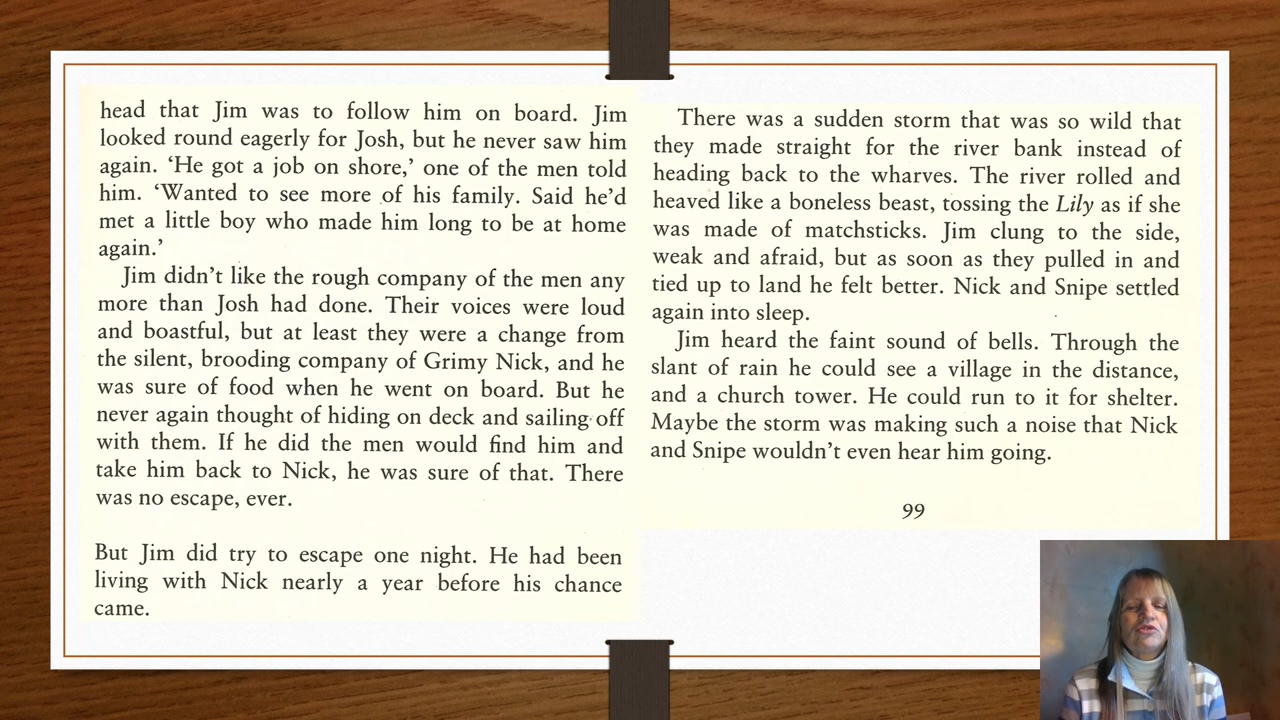 head that Jim was to follow him on board. Jim
looked round eagerly for Josh, but he never saw him
again. ‘He got a job on shore,’ one of the men told
him. ‘Wanted to see more of his family. Said he’d
met a little boy who made him long to be at home
again.’
Jim didn’t like the rough company of the men any
more than Josh had done. Their voices were loud
and boastful, but at least they were a change from
the silent, brooding company of Grimy Nick, and he
was sure of food when he went on board. But he
never again thought of hiding on deck and sailing off
with them. If he did the men would find him and
take him back to Nick, he was sure of that. There
was no escape, ever.
But Jim did try to escape one night. He had been
living with Nick nearly a year before his chance
came.
There was a sudden storm that was so wild that
they made straight for the river bank instead of
heading back to the wharves. The river rolled and
heaved like a boneless beast, tossing the Lily as if she
was made of matchsticks. Jim clung to the side,
weak and afraid, but as soon as they pulled in and
tied up to land he felt better. Nick and Snipe settled
again into sleep.
Jim heard the faint sound of bells. Through the
slant of rain he could see a village in the distance,
and a church tower. He could run to it for shelter.
Maybe the storm was making such a noise that Nick
and Snipe wouldn’t even hear him going.
99